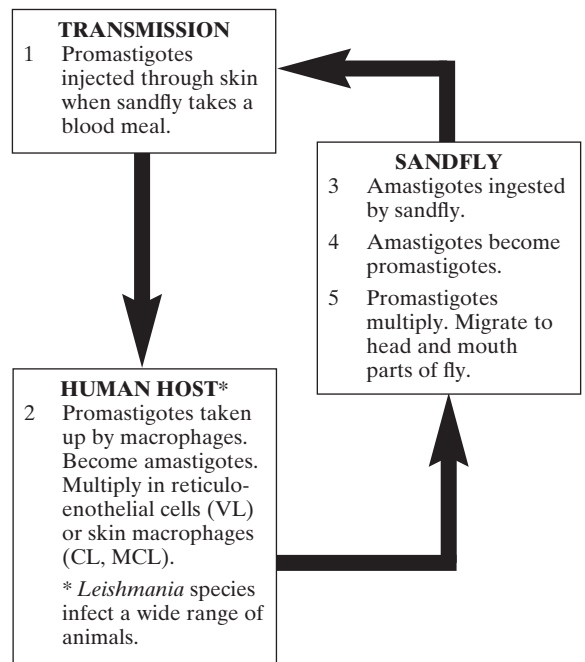 TRANSMISSION
1 Promastigotes
injected through skin
when sandfly takes a
blood meal.
SANDFLY
3 Amastigotes ingested
by sandfly.
4 Amastigotes become
promastigotes.
5 Promastigotes
multiply. Migrate to
head and mouth
parts of fly.
HUMAN HOST*
2 Promastigotes taken
up by macrophages.
Become amastigotes.
Multiply in reticulo-
enothelial cells (VL)
or skin macrophages
(CL, MCL).
* Leishmania species
infect a wide range of
animals.